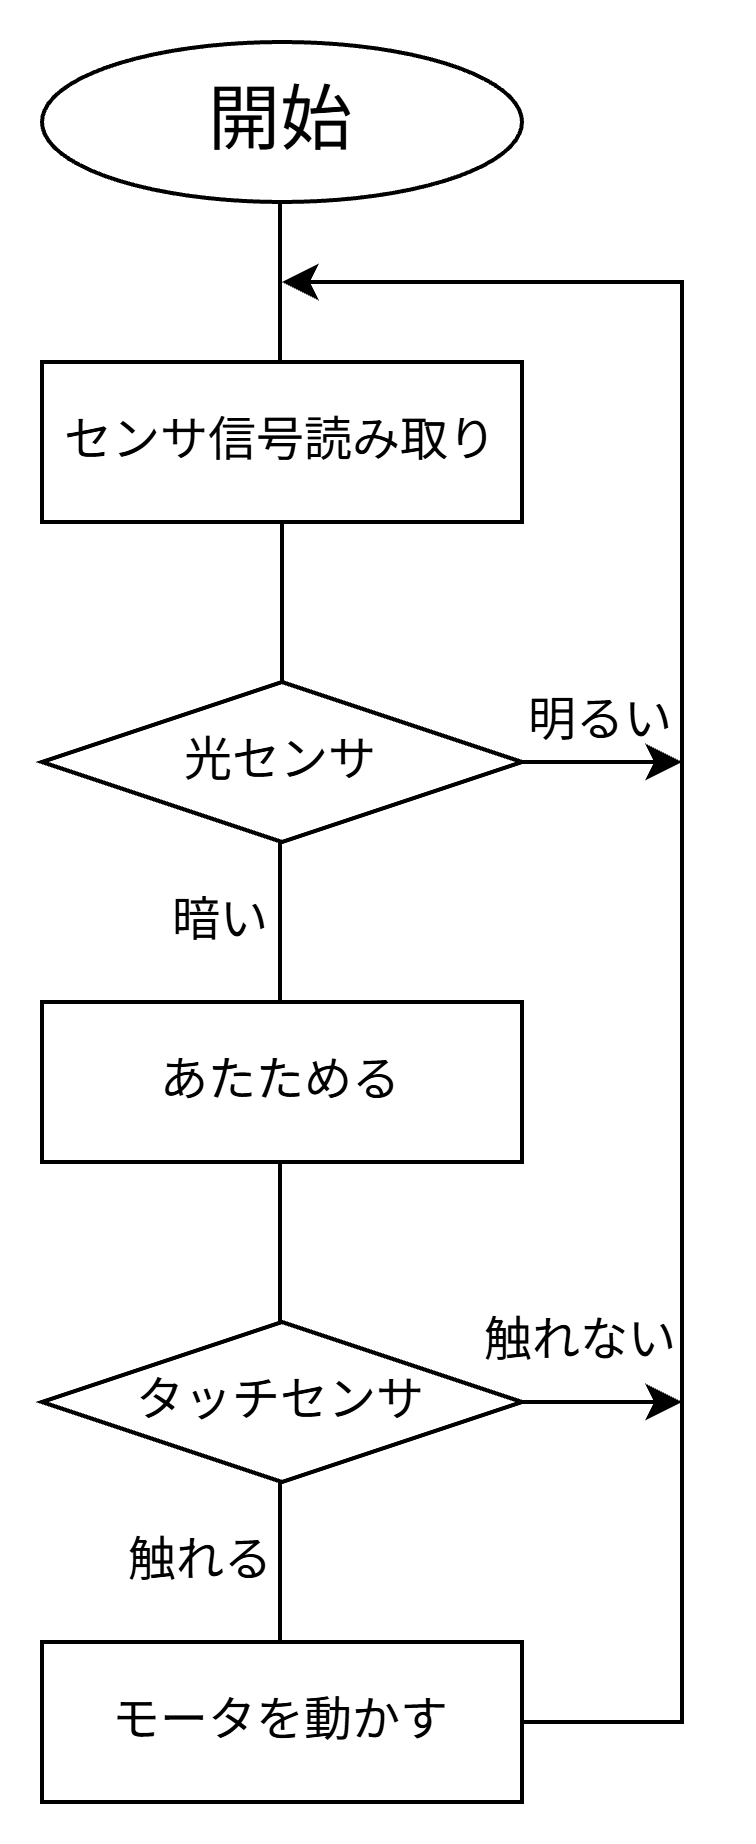 開始
センサ信号読み取り
光センサ
明るい
暗い
あたためる
タッチセンサ
触れない
触れる
モータを動かす